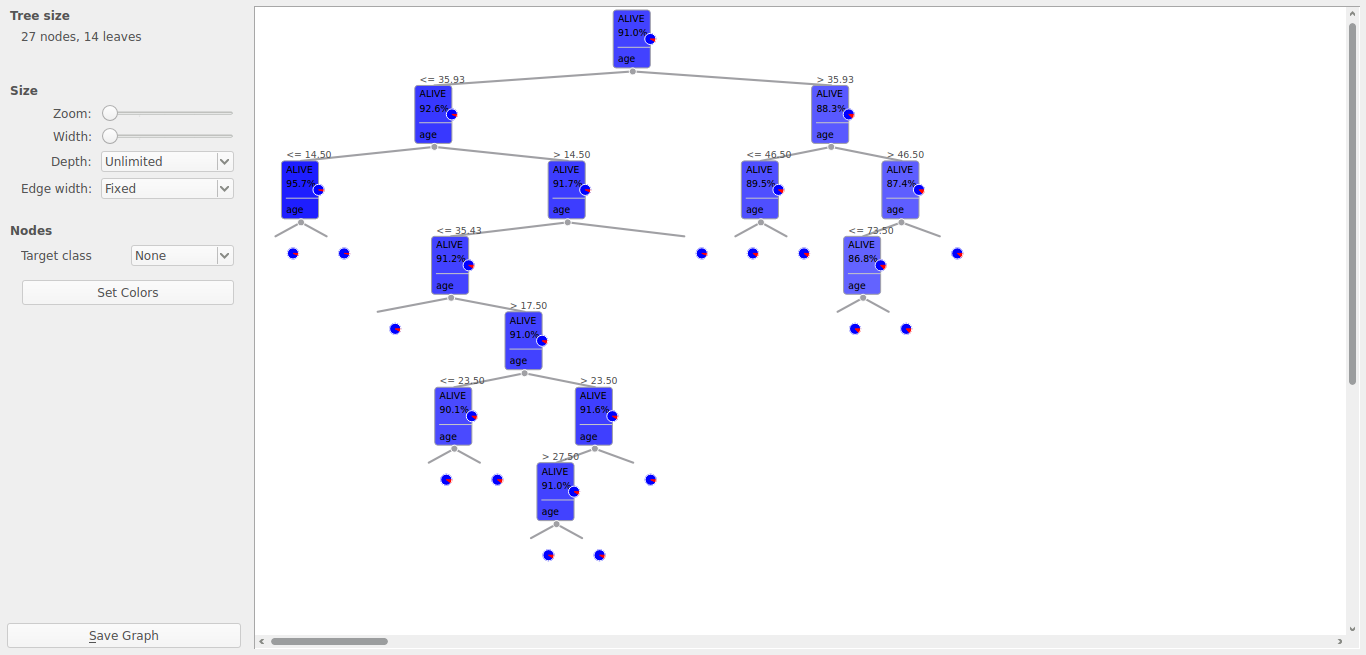 Tree size
27 nodes, 14 leaves
Size
Zoom:
Width:
Depth: Unlimited
Edge width: Fixed
Nodes
Target class None
Set Colors
Save Graph
ALIVE
91.0%
age
<= 35.93
ALIVE
92.6%
age
> 35.93
ALIVE
88.3%
age
<= 14.50
ALIVE
95.7%
age
> 14.50
ALIVE
91.7%
age
<= 46.50
ALIVE
89.5%
age
> 46.50
ALIVE
87.4%
age
<= 35.43
ALIVE
91.2%
age
<= 73.50
ALIVE
86.8%
age
> 17.50
ALIVE
91.0%
age
<= 23.50
ALIVE
90.1%
age
> 23.50
ALIVE
91.6%
age
> 27.50
ALIVE
91.0%
age